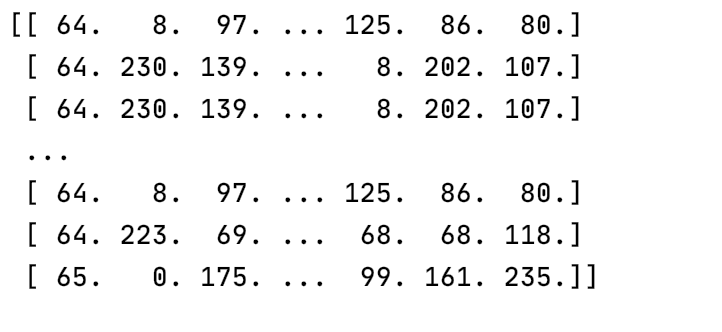 [[ 64.   8.  97. ... 125.  86.  80.]
 [ 64. 230. 139. ...   8. 202. 107.]
 [ 64. 230. 139. ...   8. 202. 107.]
 ...
 [ 64.   8.  97. ... 125.  86.  80.]
 [ 64. 223.  69. ...  68.  68. 118.]
 [ 65.   0. 175. ...  99. 161. 235.]]